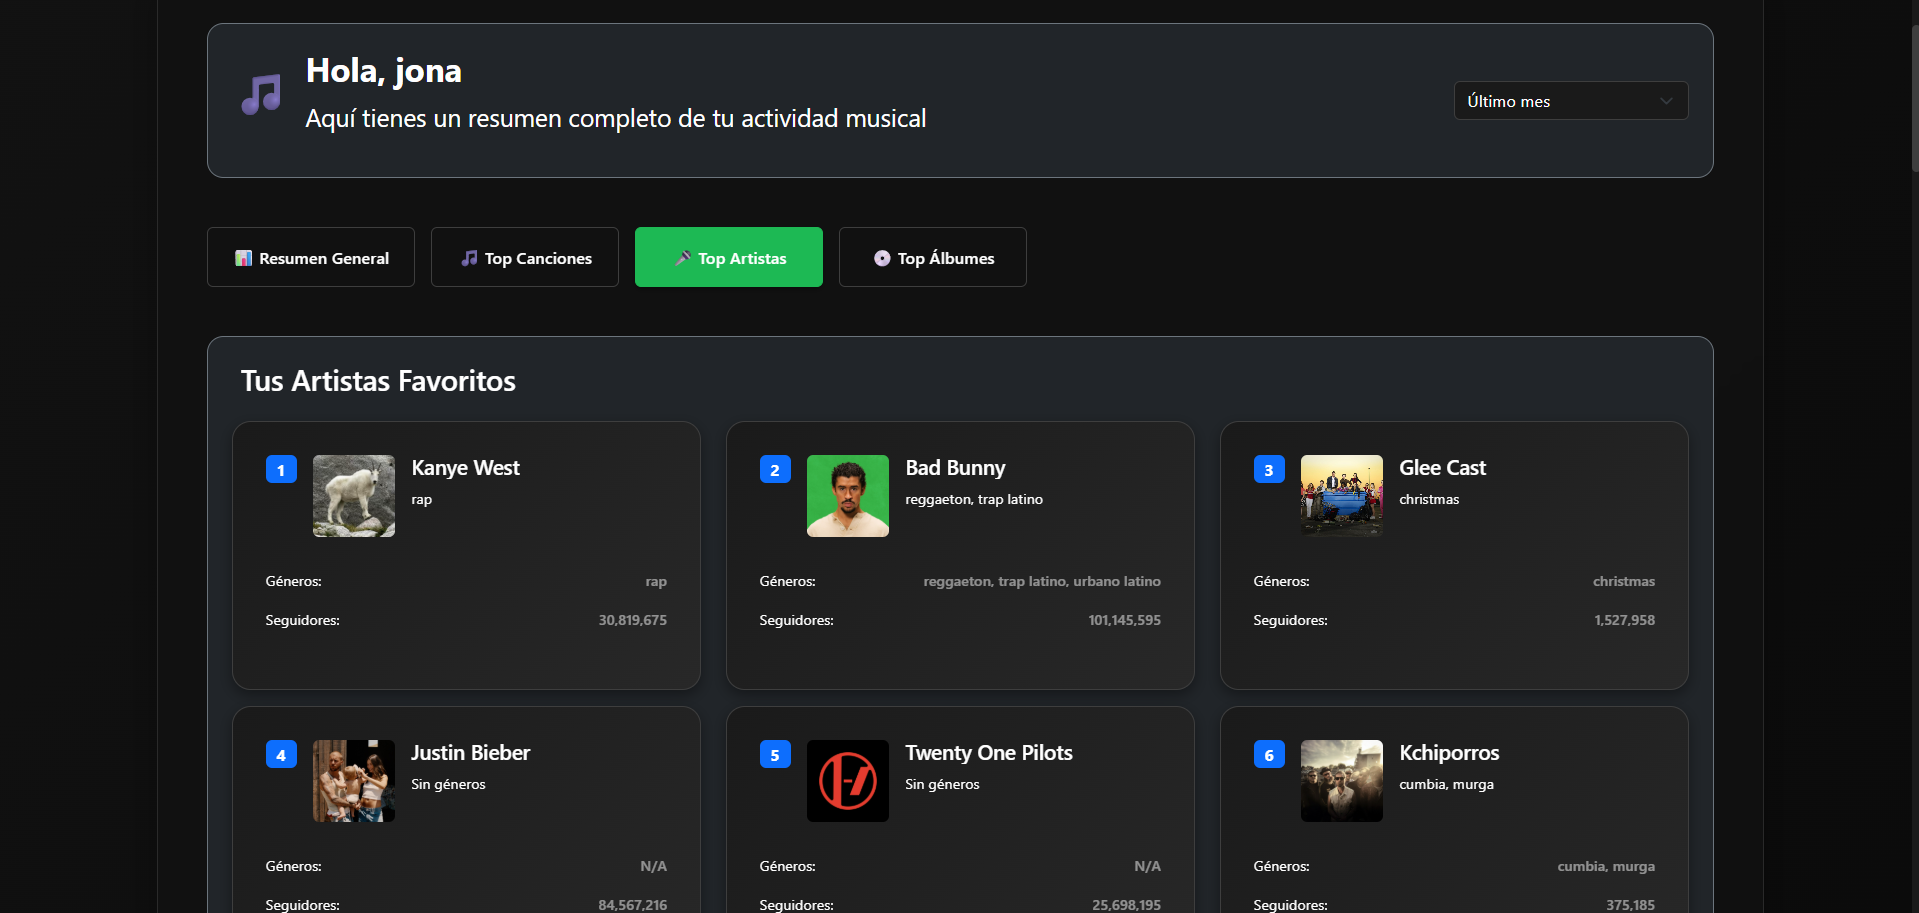 Hola, jona
Aquí tienes un resumen completo de tu actividad musical
Último mes
Resumen General
Top Canciones
Top Artistas
Top Álbumes
Tus Artistas Favoritos
1
Kanye West
rap
Géneros: rap
Seguidores: 30,819,675
2
Bad Bunny
reggaeton, trap latino
Géneros: reggaeton, trap latino, urbano latino
Seguidores: 101,145,595
3
Glee Cast
christmas
Géneros: christmas
Seguidores: 1,527,958
4
Justin Bieber
Sin géneros
Géneros: N/A
Seguidores: 84,567,216
5
Twenty One Pilots
Sin géneros
Géneros: N/A
Seguidores: 25,698,195
6
Kchiporros
cumbia, murga
Géneros: cumbia, murga
Seguidores: 375,185